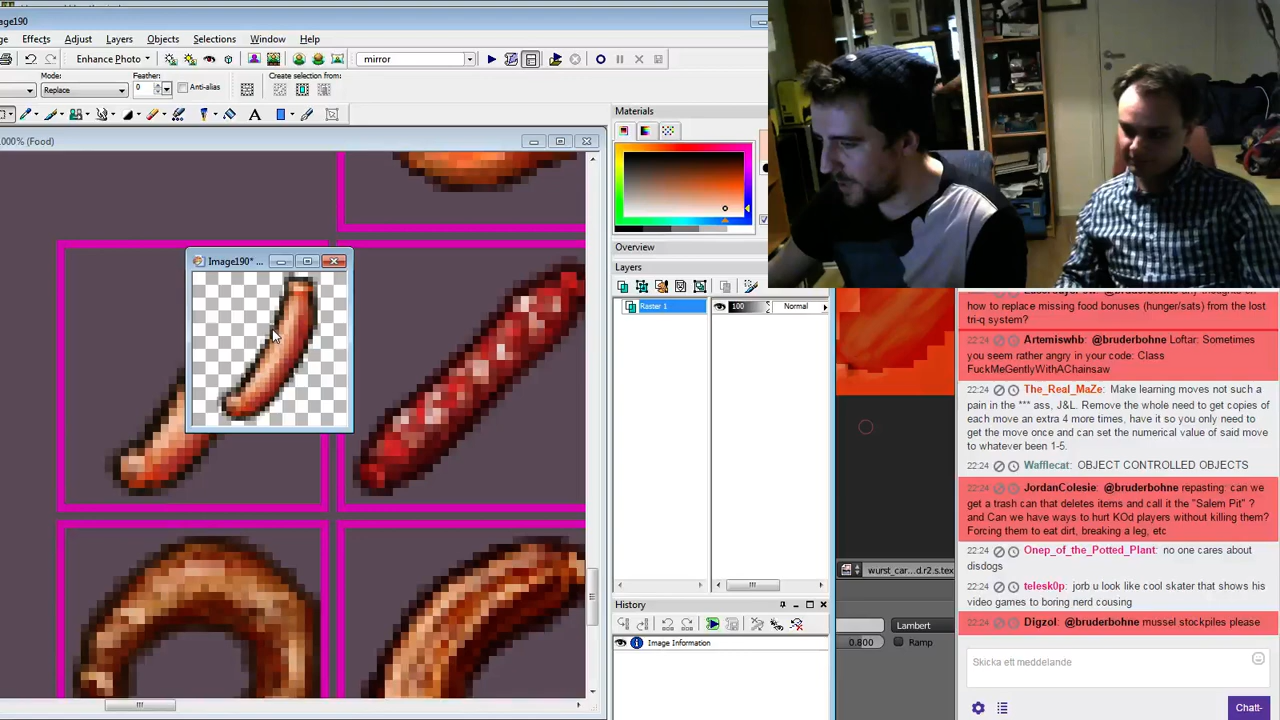 Image190
ge Effects Adjust Layers Objects Selections Window Help
Enhance Photo
mirror
Mode: Feather: Create selection from:
Replace 0 Anti-alias
000% (Food)
Materials
Overview
Layers
Raster 1 100 Normal
History
Image Information
Image190* ...
wurst_car...d.r2.s.tex
Lambert
0.800 Ramp
how to replace missing food bonuses (hunger/sats) from the lost
tri-q system?
22:24 Artemiswhb: @bruderbohne Loftar: Sometimes
you seem rather angry in your code: Class
FuckMeGentlyWithAChainsaw
22:24 The_Real_MaZe: Make learning moves not such a
pain in the *** ass, J&L. Remove the whole need to get copies of
each move an extra 4 more times, have it so you only need to
get the move once and can set the numerical value of said move
to whatever been 1-5.
22:24 Wafflecat: OBJECT CONTROLLED OBJECTS
22:24 JordanColesie: @bruderbohne repasting: can we
get a trash can that deletes items and call it the "Salem Pit" ?
and Can we have ways to hurt KOd players without killing them?
Forcing them to eat dirt, breaking a leg, etc
22:24 Onep_of_the_Potted_Plant: no one cares about
disdogs
22:24 telesk0p: jorb u look like cool skater that shows his
video games to boring nerd cousing
22:24 Digzol: @bruderbohne mussel stockpiles please
Skicka ett meddelande
Chatt-